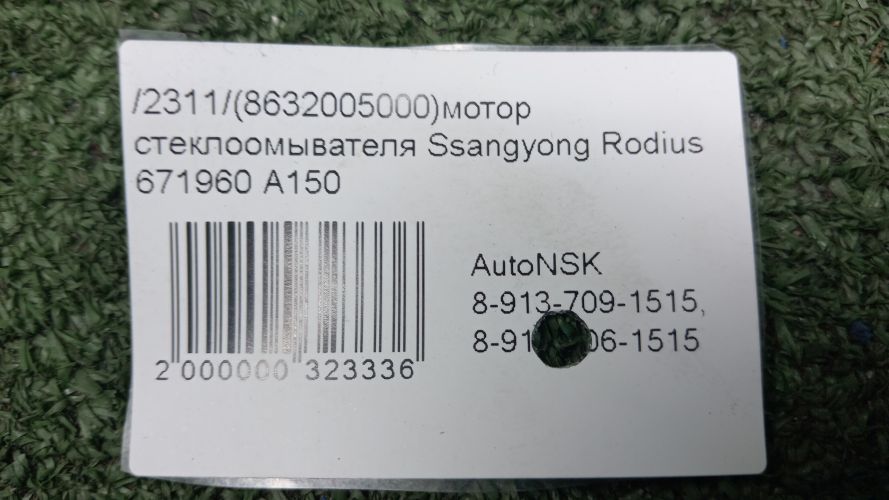 /2311/(8632005000)мотор
стеклоомывателя Ssangyong Rodius
671960 A150
AutoNSK
8-913-709-1515,
2 000000 323336